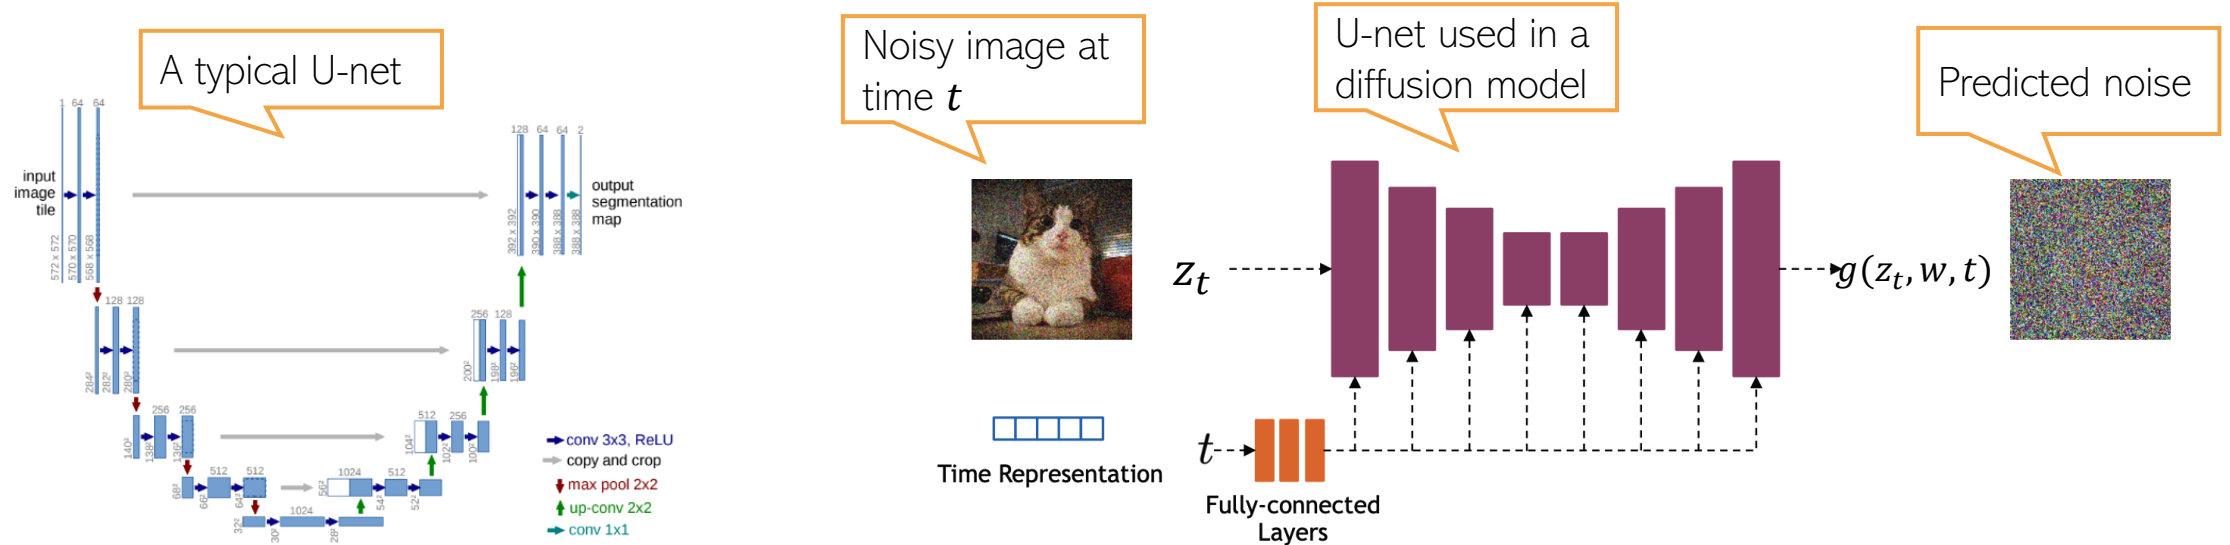 A typical U-net
1 64 64
input
image
tile
572 x 572
570 x 570
568 x 568
128 64 64 2
output
segmentation
map
392 x 392
390 x 390
388 x 388
388 x 388
128 128
284²
282²
280²
256 128
200²
198²
196²
256 256
140²
138²
136²
512 256
104²
102²
100²
512 512
68²
66²
64²
1024 512
56²
54²
52²
1024
32²
30²
28²
conv 3x3, ReLU
copy and crop
max pool 2x2
up-conv 2x2
conv 1x1
Noisy image at
time t
U-net used in a
diffusion model
Predicted noise
z_t
g(z_t, w, t)
t
Time Representation
Fully-connected
Layers